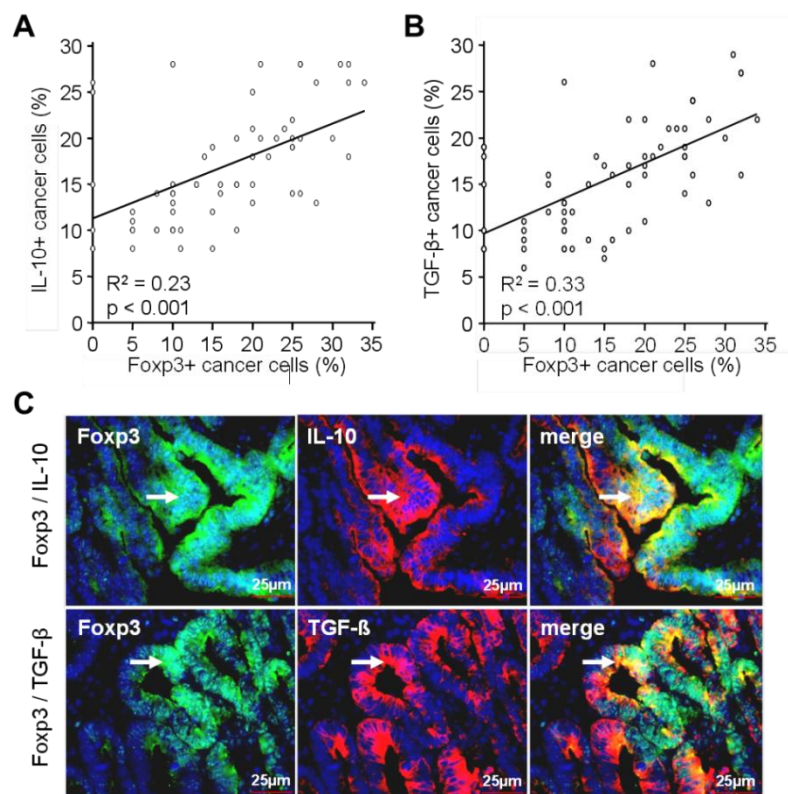 A
30
25
20
15
10
5
0
IL-10+ cancer cells (%)
R² = 0.23
p < 0.001
0 5 10 15 20 25 30 35
Foxp3+ cancer cells (%)
B
30
25
20
15
10
5
0
TGF-β+ cancer cells (%)
R² = 0.33
p < 0.001
0 5 10 15 20 25 30 35
Foxp3+ cancer cells (%)
C
Foxp3 / IL-10
Foxp3
25µm
IL-10
25µm
merge
25µm
Foxp3 / TGF-β
Foxp3
25µm
TGF-ß
25µm
merge
25µm